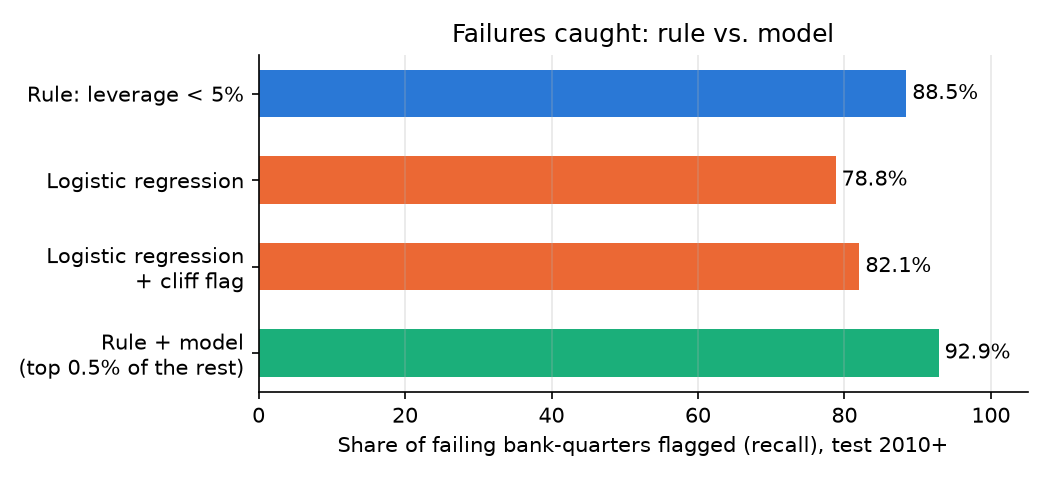 Failures caught: rule vs. model
Rule: leverage < 5%
88.5%
Logistic regression
78.8%
Logistic regression
+ cliff flag
82.1%
Rule + model
(top 0.5% of the rest)
92.9%
0 20 40 60 80 100
Share of failing bank-quarters flagged (recall), test 2010+